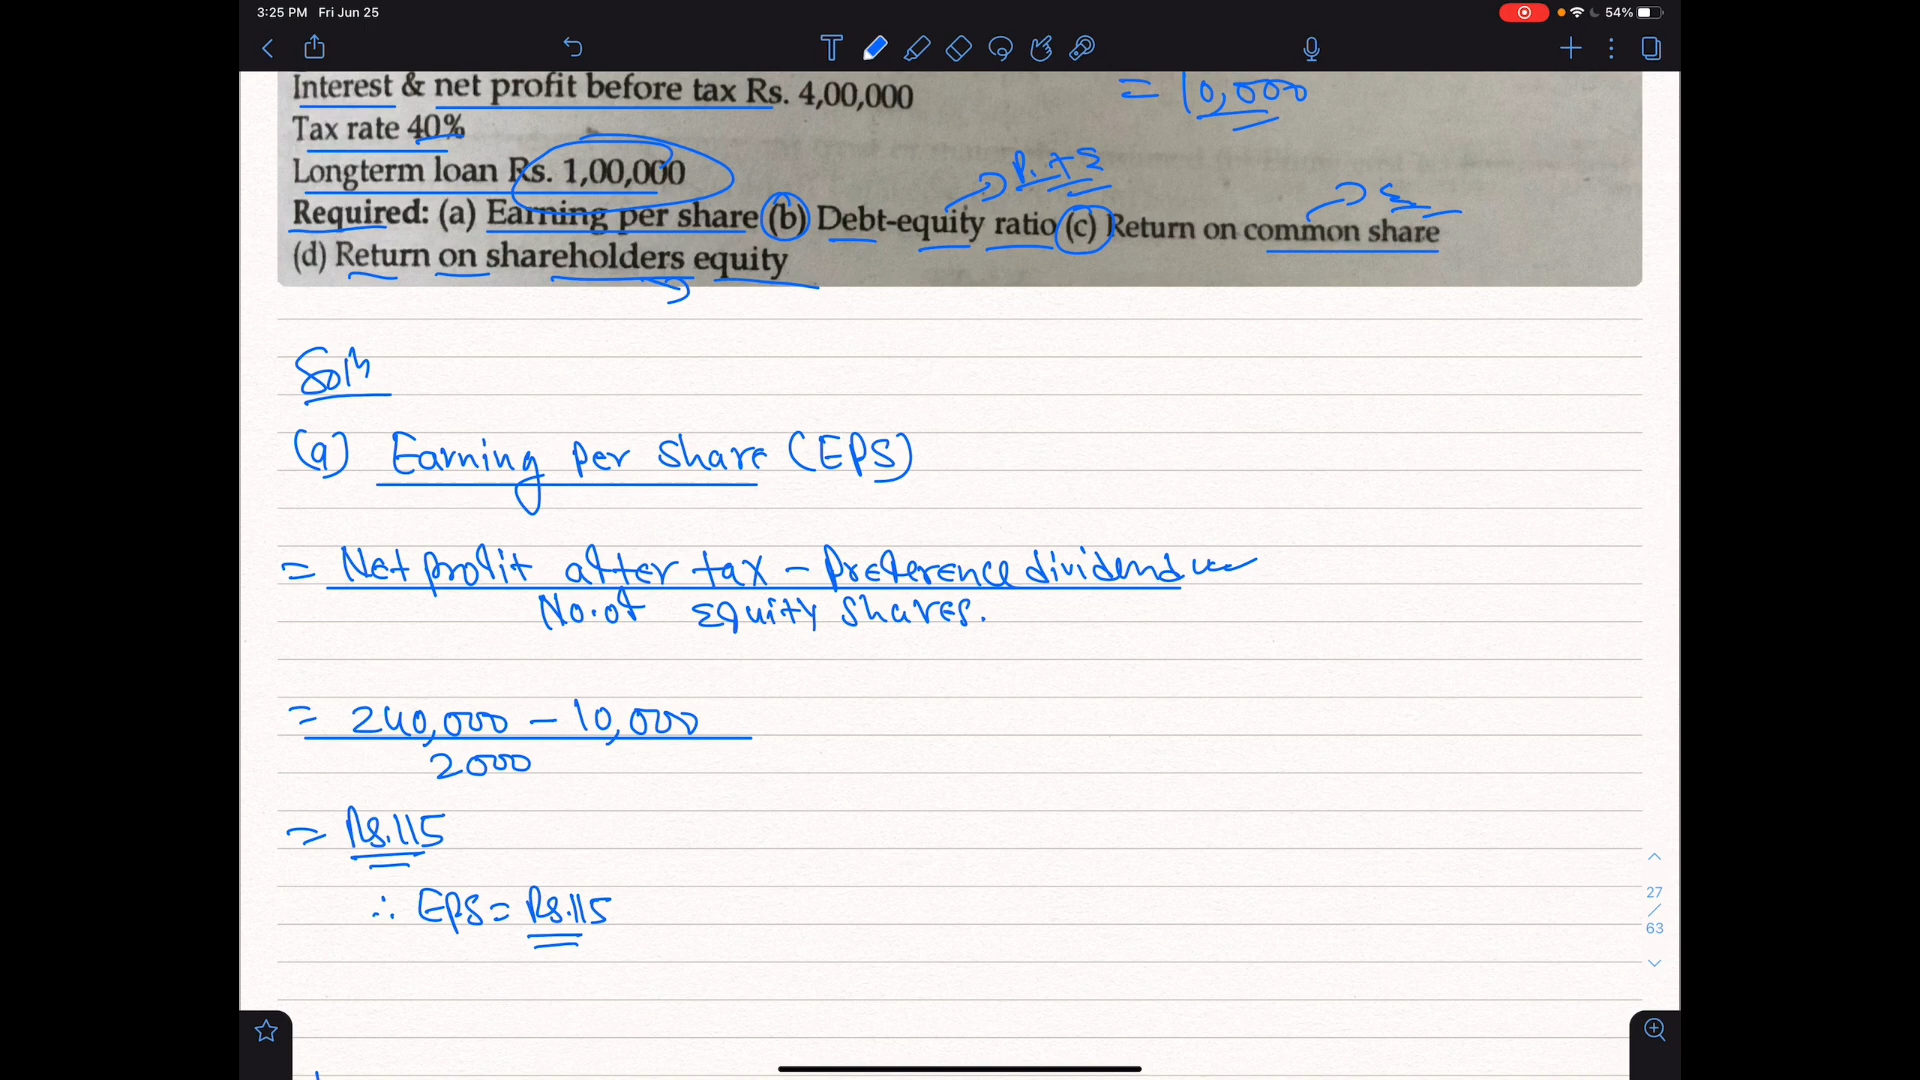 3:25 PM Fri Jun 25
54%
Interest & net profit before tax Rs. 4,00,000
= 10,000
Tax rate 40%
Longterm loan Rs. 1,00,000
P.+E
Required: (a) Earning per share (b) Debt-equity ratio (c) Return on common share
(d) Return on shareholders equity
Soln
(a) Earning per share (EPS)
= Net profit after tax - Preference dividend
No. of equity shares.
= 240,000 - 10,000
2000
= Rs.115
∴ EPS = Rs.115
27
/
63